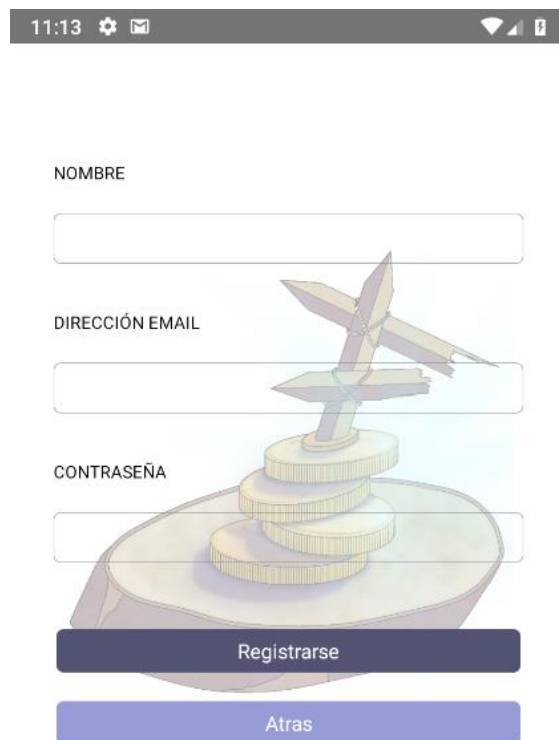 11:13
NOMBRE
DIRECCIÓN EMAIL
CONTRASEÑA
Registrarse
Atras